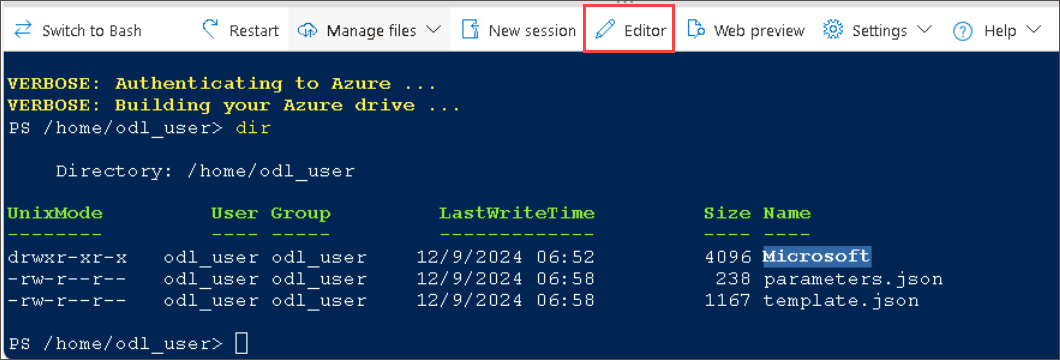 Switch to Bash Restart Manage files New session Editor Web preview Settings Help
VERBOSE: Authenticating to Azure ...
VERBOSE: Building your Azure drive ...
PS /home/odl_user> dir
Directory: /home/odl_user
UnixMode User Group LastWriteTime Size Name
-------- ---- ----- ------------- ---- ----
drwxr-xr-x odl_user odl_user 12/9/2024 06:52 4096 Microsoft
-rw-r--r-- odl_user odl_user 12/9/2024 06:58 238 parameters.json
-rw-r--r-- odl_user odl_user 12/9/2024 06:58 1167 template.json
PS /home/odl_user>